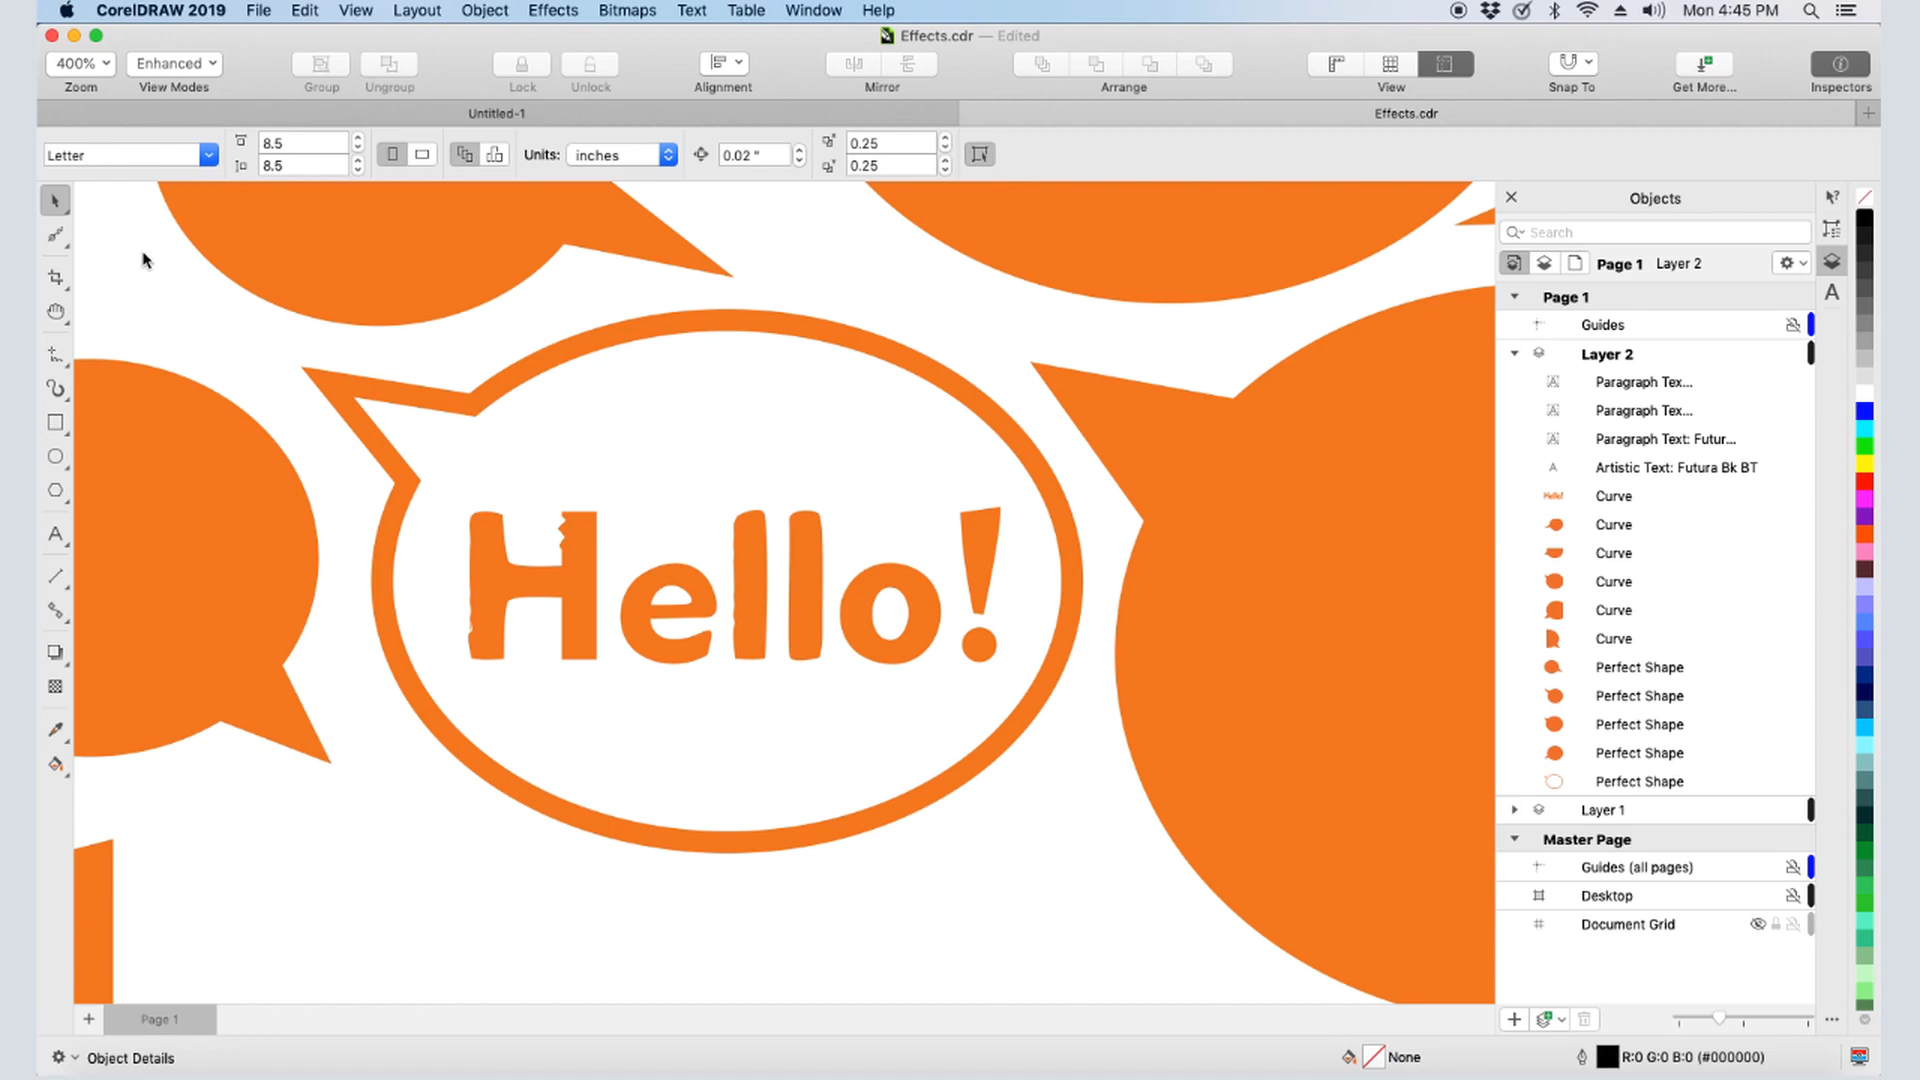 CorelDRAW 2019 File Edit View Layout Object Effects Bitmaps Text Table Window Help Mon 4:45 PM
Effects.cdr — Edited
400% Enhanced
Zoom View Modes Group Ungroup Lock Unlock Alignment Mirror Arrange View Snap To Get More... Inspectors
Untitled-1 Effects.cdr
Letter 8.5 Units: inches 0.02 " 0.25
8.5 0.25
Objects
Search
Page 1 Layer 2
Page 1
Guides
Layer 2
Paragraph Tex...
Paragraph Tex...
Paragraph Text: Futur...
Artistic Text: Futura Bk BT
Hello! Curve
Curve
Curve
Curve
Curve
Curve
Perfect Shape
Perfect Shape
Perfect Shape
Perfect Shape
Perfect Shape
Layer 1
Master Page
Guides (all pages)
Desktop
Document Grid
Hello!
Page 1
Object Details None R:0 G:0 B:0 (#000000)